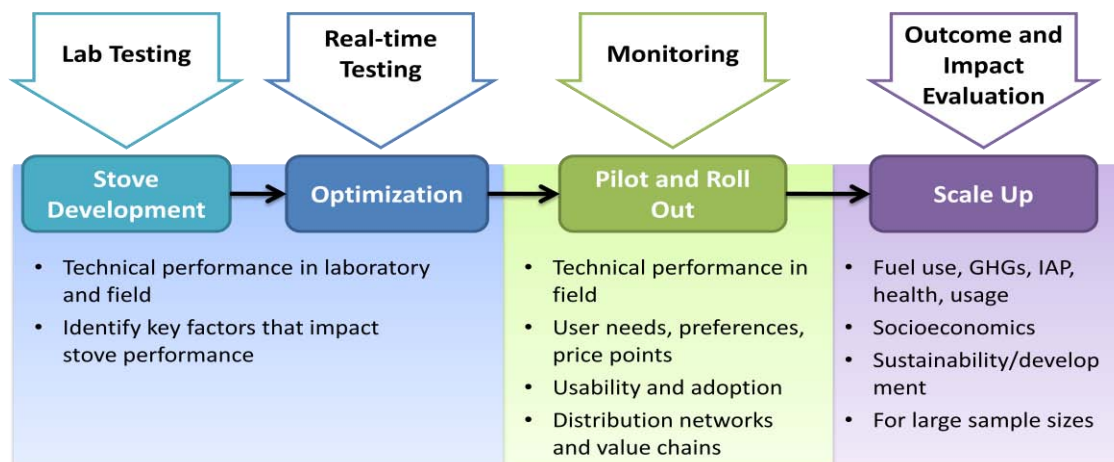 Lab Testing
Real-time
Testing
Monitoring
Outcome and
Impact
Evaluation
Stove
Development
Optimization
Pilot and Roll
Out
Scale Up
• Technical performance in laboratory
and field
• Identify key factors that impact
stove performance
• Technical performance in
field
• User needs, preferences,
price points
• Usability and adoption
• Distribution networks
and value chains
• Fuel use, GHGs, IAP,
health, usage
• Socioeconomics
• Sustainability/develop
ment
• For large sample sizes